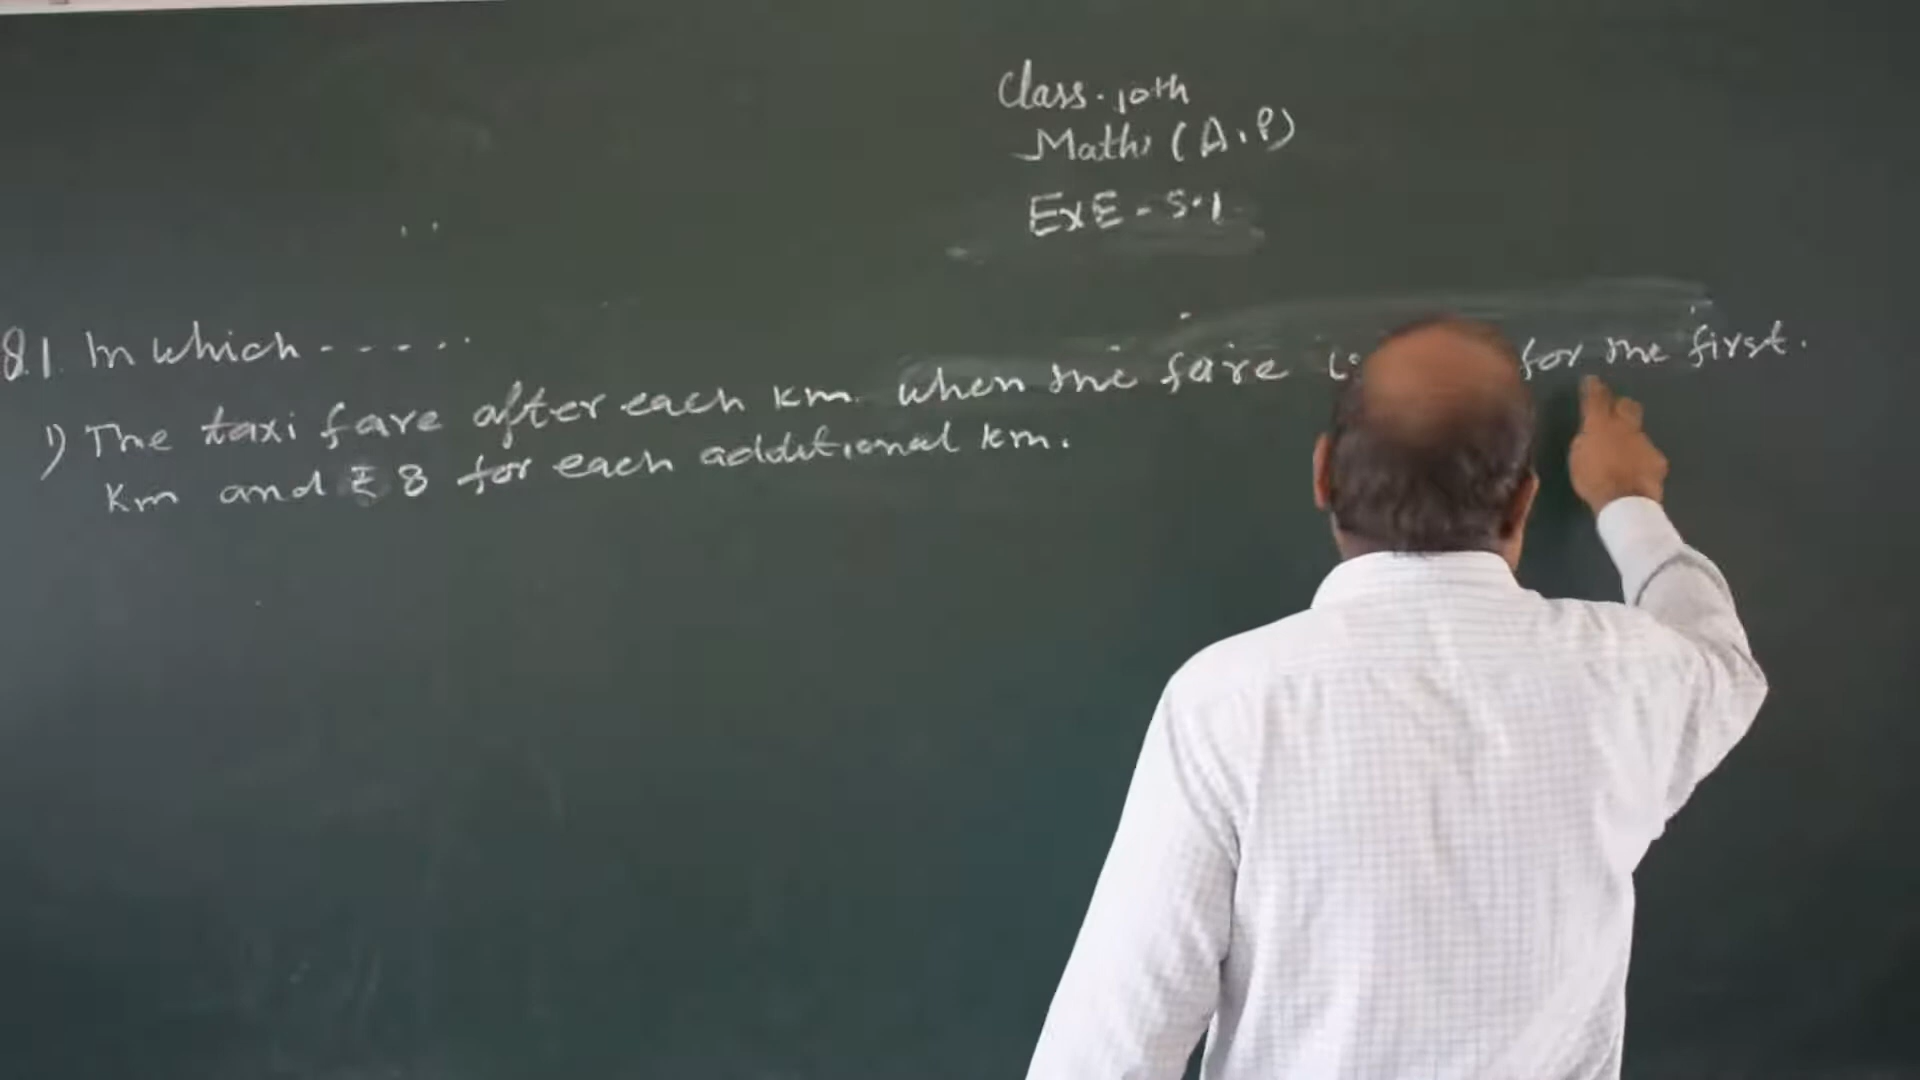 Class. 10th
Maths (A.P)
EXE - 5.1
Q.1. In which - - - - - .
1) The taxi fare after each km. when the fare for the first.
Km and ₹ 8 for each additional km.